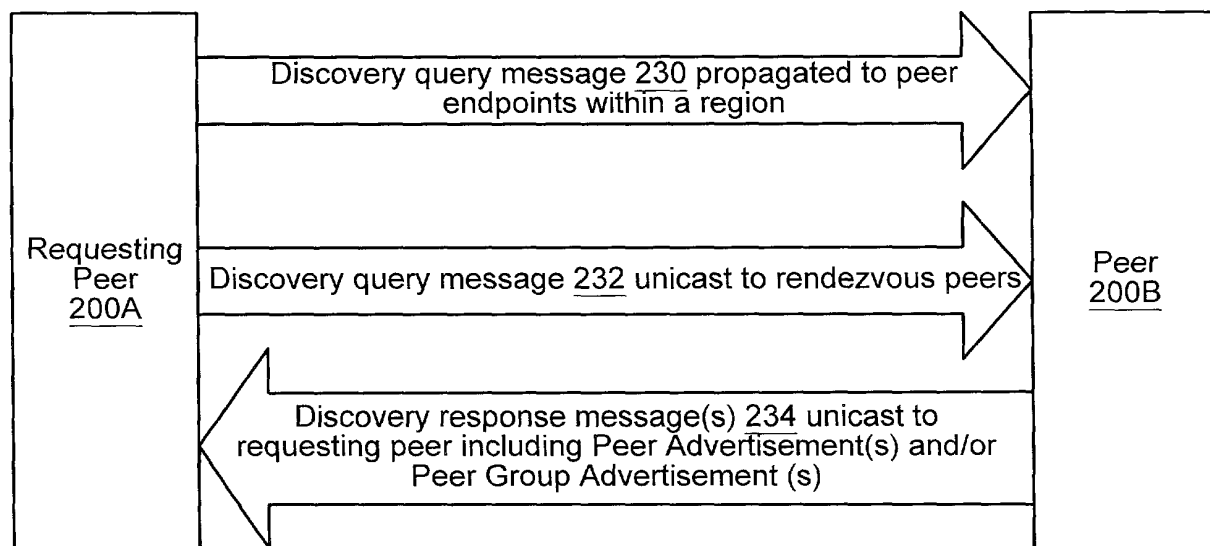 Discovery query message 230 propagated to peer
endpoints within a region
Requesting
Peer
200A
Discovery query message 232 unicast to rendezvous peers
Peer
200B
Discovery response message(s) 234 unicast to
requesting peer including Peer Advertisement(s) and/or
Peer Group Advertisement (s)